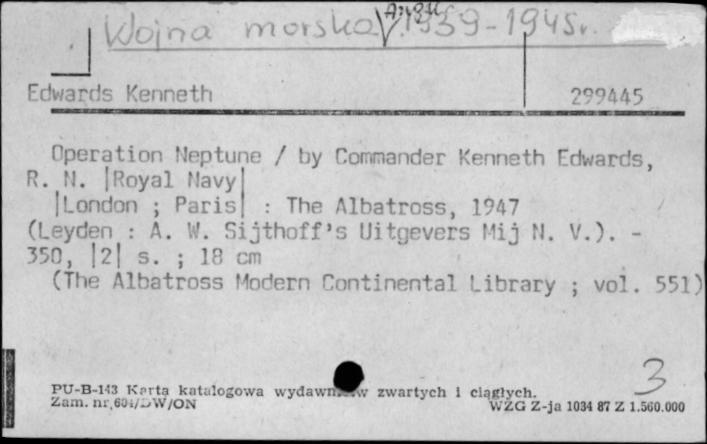 Wojna morska 1939-1945r.
Edwards Kenneth 299445
Operation Neptune / by Commander Kenneth Edwards,
R. N. |Royal Navy|
|London ; Paris| : The Albatross, 1947
(Leyden : A. W. Sijthoff's Uitgevers Mij N. V.). -
350, |2| s. ; 18 cm
(The Albatross Modern Continental Library ; vol. 551)
3
PU-B-143 Karta katalogowa wydawnictw zwartych i ciągłych.
Zam. nr 604/DW/ON WZG Z-ja 1034 87 Z 1.560.000